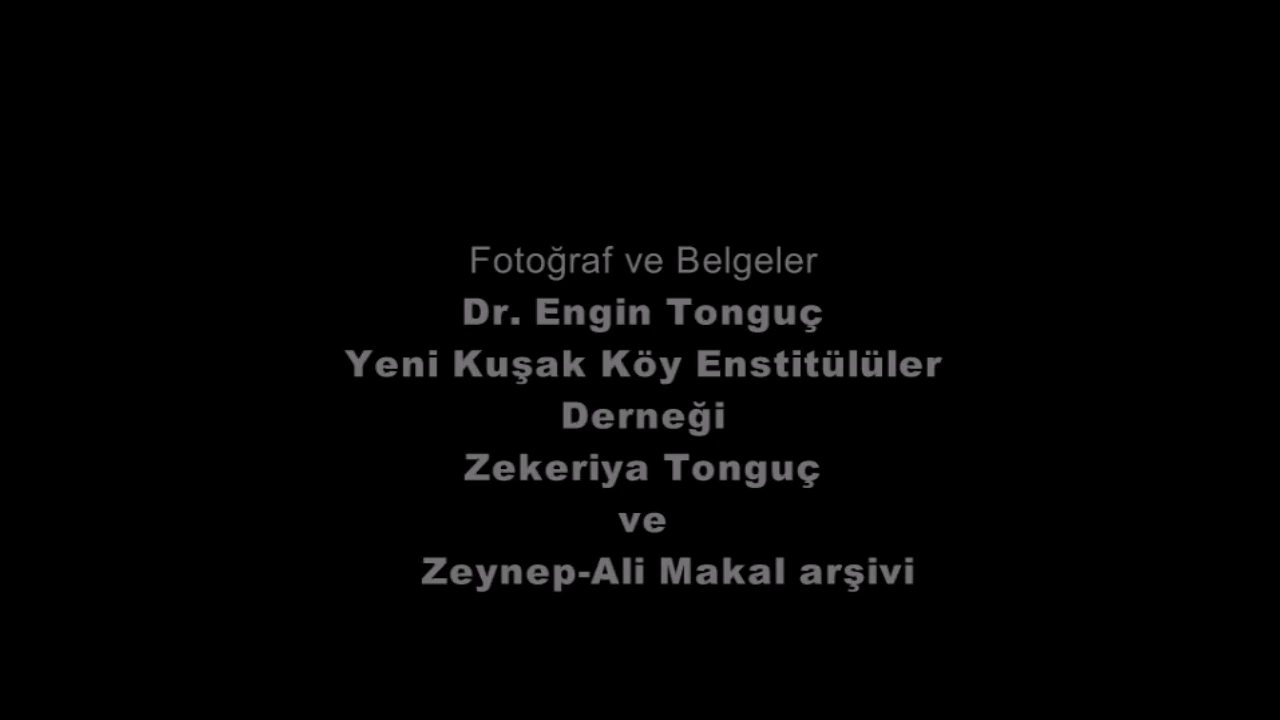 Fotoğraf ve Belgeler
Dr. Engin Tonguç
Yeni Kuşak Köy Enstitülüler
Derneği
Zekeriya Tonguç
ve
Zeynep-Ali Makal arşivi